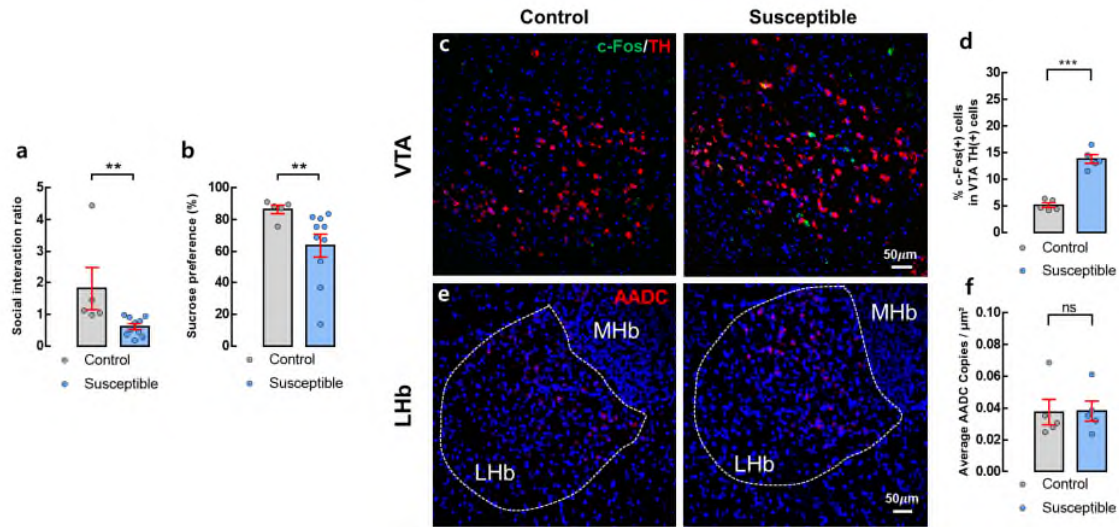 Control
Susceptible
a
**
Social interaction ratio
5
4
3
2
1
0
Control
Susceptible
b
**
Sucrose preference (%)
100
80
60
40
20
0
Control
Susceptible
VTA
c
c-Fos/TH
50μm
d
***
% c-Fos(+) cells
in VTA TH(+) cells
30
25
20
15
10
5
0
Control
Susceptible
LHb
e
AADC
MHb
LHb
MHb
LHb
50μm
f
ns
Average AADC Copies / μm²
0.10
0.08
0.06
0.04
0.02
0.00
Control
Susceptible